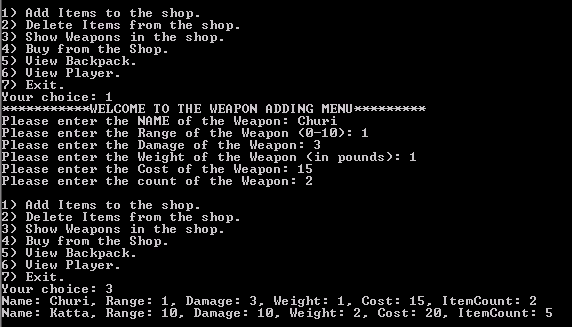 1) Add Items to the shop.
2) Delete Items from the shop.
3) Show Weapons in the shop.
4) Buy from the Shop.
5) View Backpack.
6) View Player.
7) Exit.
Your choice: 1
***********WELCOME TO THE WEAPON ADDING MENU*********
Please enter the NAME of the Weapon: Churi
Please enter the Range of the Weapon (0-10): 1
Please enter the Damage of the Weapon: 3
Please enter the Weight of the Weapon (in pounds): 1
Please enter the Cost of the Weapon: 15
Please enter the count of the Weapon: 2
1) Add Items to the shop.
2) Delete Items from the shop.
3) Show Weapons in the shop.
4) Buy from the Shop.
5) View Backpack.
6) View Player.
7) Exit.
Your choice: 3
Name: Churi, Range: 1, Damage: 3, Weight: 1, Cost: 15, ItemCount: 2
Name: Katta, Range: 10, Damage: 10, Weight: 2, Cost: 20, ItemCount: 5